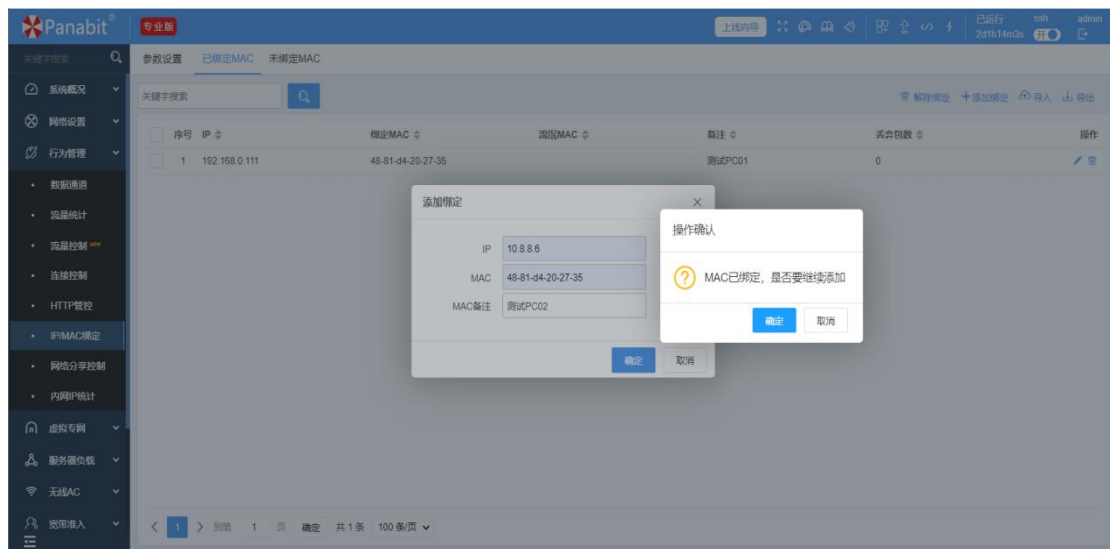 Panabit®
专业版
上线向导
已运行 ssh admin
2d1h14m3s 开
关键字搜索
参数设置 已绑定MAC 未绑定MAC
系统概况
网络设置
行为管理
数据通道
流量统计
流量控制 NEW
连接控制
HTTP管控
IP/MAC绑定
网络分享控制
内网IP统计
虚拟专网
服务器负载
无线AC
宽带准入
关键字搜索
解除绑定 添加绑定 导入 导出
序号 IP 绑定MAC 流氓MAC 备注 丢弃包数 操作
1 192.168.0.111 48-81-d4-20-27-35 测试PC01 0
添加绑定
IP 10.8.8.6
MAC 48-81-d4-20-27-35
MAC备注 测试PC02
确定 取消
操作确认
MAC已绑定，是否要继续添加
确定 取消
1 到第 1 页 确定 共 1 条 100 条/页